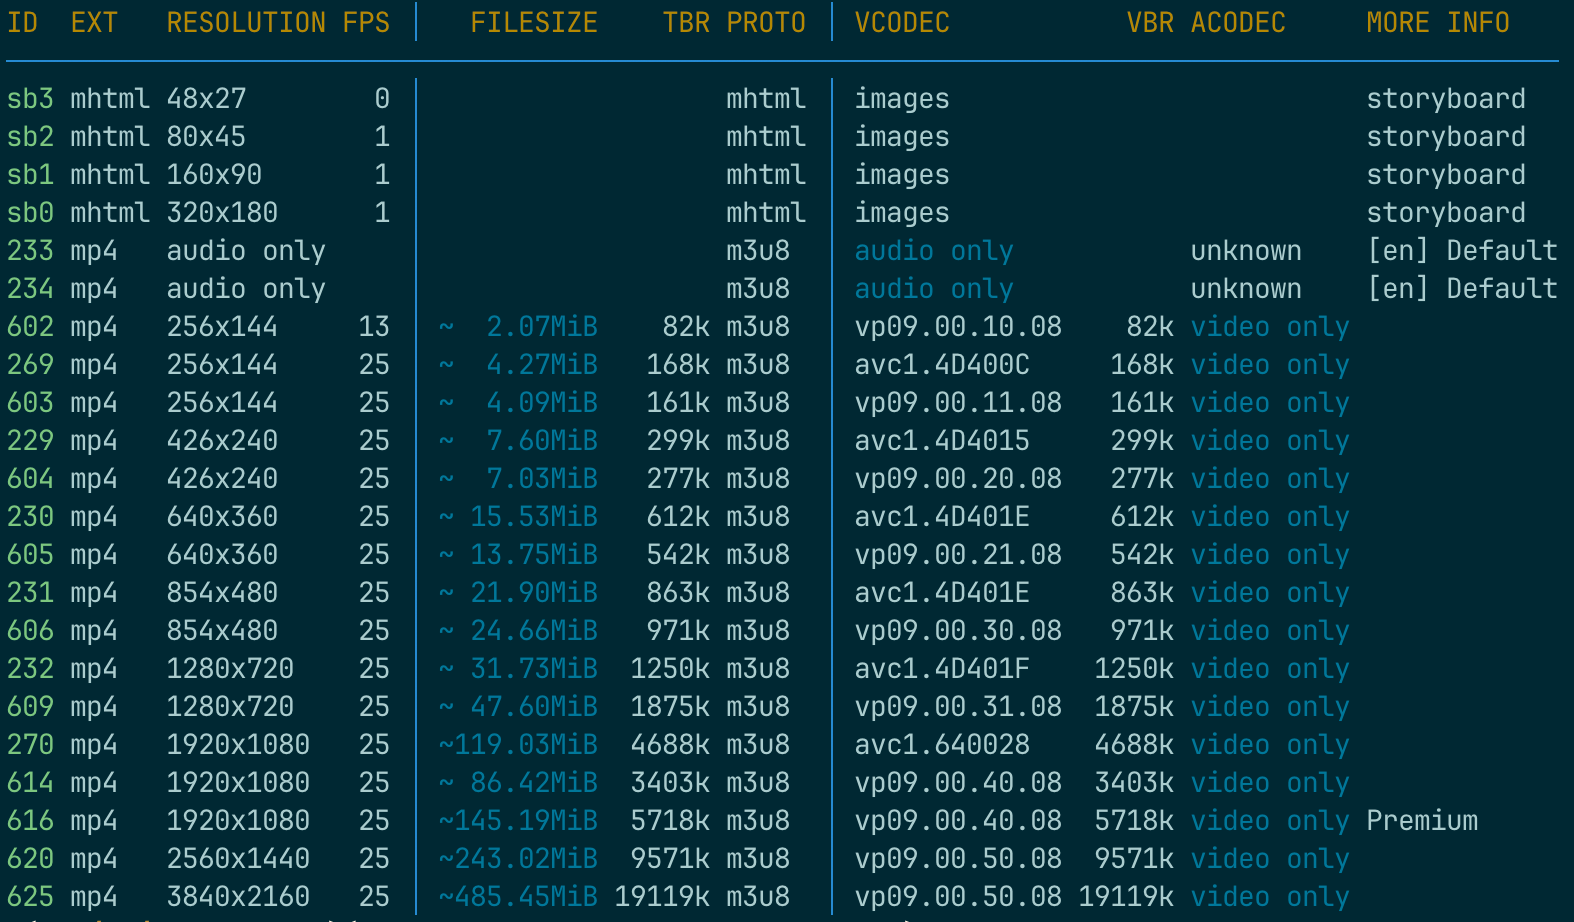 ID EXT RESOLUTION FPS │ FILESIZE TBR PROTO │ VCODEC VBR ACODEC MORE INFO
sb3 mhtml 48x27 0 │ mhtml │ images storyboard
sb2 mhtml 80x45 1 │ mhtml │ images storyboard
sb1 mhtml 160x90 1 │ mhtml │ images storyboard
sb0 mhtml 320x180 1 │ mhtml │ images storyboard
233 mp4 audio only │ m3u8 │ audio only unknown [en] Default
234 mp4 audio only │ m3u8 │ audio only unknown [en] Default
602 mp4 256x144 13 │ ~ 2.07MiB 82k m3u8 │ vp09.00.10.08 82k video only
269 mp4 256x144 25 │ ~ 4.27MiB 168k m3u8 │ avc1.4D400C 168k video only
603 mp4 256x144 25 │ ~ 4.09MiB 161k m3u8 │ vp09.00.11.08 161k video only
229 mp4 426x240 25 │ ~ 7.60MiB 299k m3u8 │ avc1.4D4015 299k video only
604 mp4 426x240 25 │ ~ 7.03MiB 277k m3u8 │ vp09.00.20.08 277k video only
230 mp4 640x360 25 │ ~ 15.53MiB 612k m3u8 │ avc1.4D401E 612k video only
605 mp4 640x360 25 │ ~ 13.75MiB 542k m3u8 │ vp09.00.21.08 542k video only
231 mp4 854x480 25 │ ~ 21.90MiB 863k m3u8 │ avc1.4D401E 863k video only
606 mp4 854x480 25 │ ~ 24.66MiB 971k m3u8 │ vp09.00.30.08 971k video only
232 mp4 1280x720 25 │ ~ 31.73MiB 1250k m3u8 │ avc1.4D401F 1250k video only
609 mp4 1280x720 25 │ ~ 47.60MiB 1875k m3u8 │ vp09.00.31.08 1875k video only
270 mp4 1920x1080 25 │ ~119.03MiB 4688k m3u8 │ avc1.640028 4688k video only
614 mp4 1920x1080 25 │ ~ 86.42MiB 3403k m3u8 │ vp09.00.40.08 3403k video only
616 mp4 1920x1080 25 │ ~145.19MiB 5718k m3u8 │ vp09.00.40.08 5718k video only Premium
620 mp4 2560x1440 25 │ ~243.02MiB 9571k m3u8 │ vp09.00.50.08 9571k video only
625 mp4 3840x2160 25 │ ~485.45MiB 19119k m3u8 │ vp09.00.50.08 19119k video only